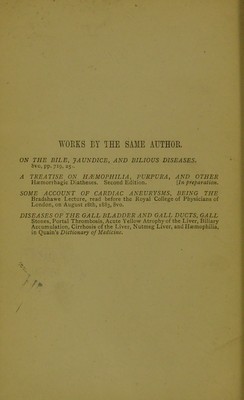 WORKS BY THE SAME AUTHOR.
ON THE BILE, JAUNDICE, AND BILIOUS DISEASES,
8vo, pp. 719, 25s.
A TREATISE ON HÆMOPHILIA, PURPURA, AND OTHER
Hæmorrhagic Diatheses. Second Edition. [In preparation.
SOME ACCOUNT OF CARDIAC ANEURYSMS, BEING THE
Bradshawe Lecture, read before the Royal College of Physicians of
London, on August 18th, 1883, 8vo.
DISEASES OF THE GALL BLADDER AND GALL DUCTS, GALL
Stones, Portal Thrombosis, Acute Yellow Atrophy of the Liver, Biliary
Accumulation, Cirrhosis of the Liver, Nutmeg Liver, and Hæmophilia,
in Quain's Dictionary of Medicine.